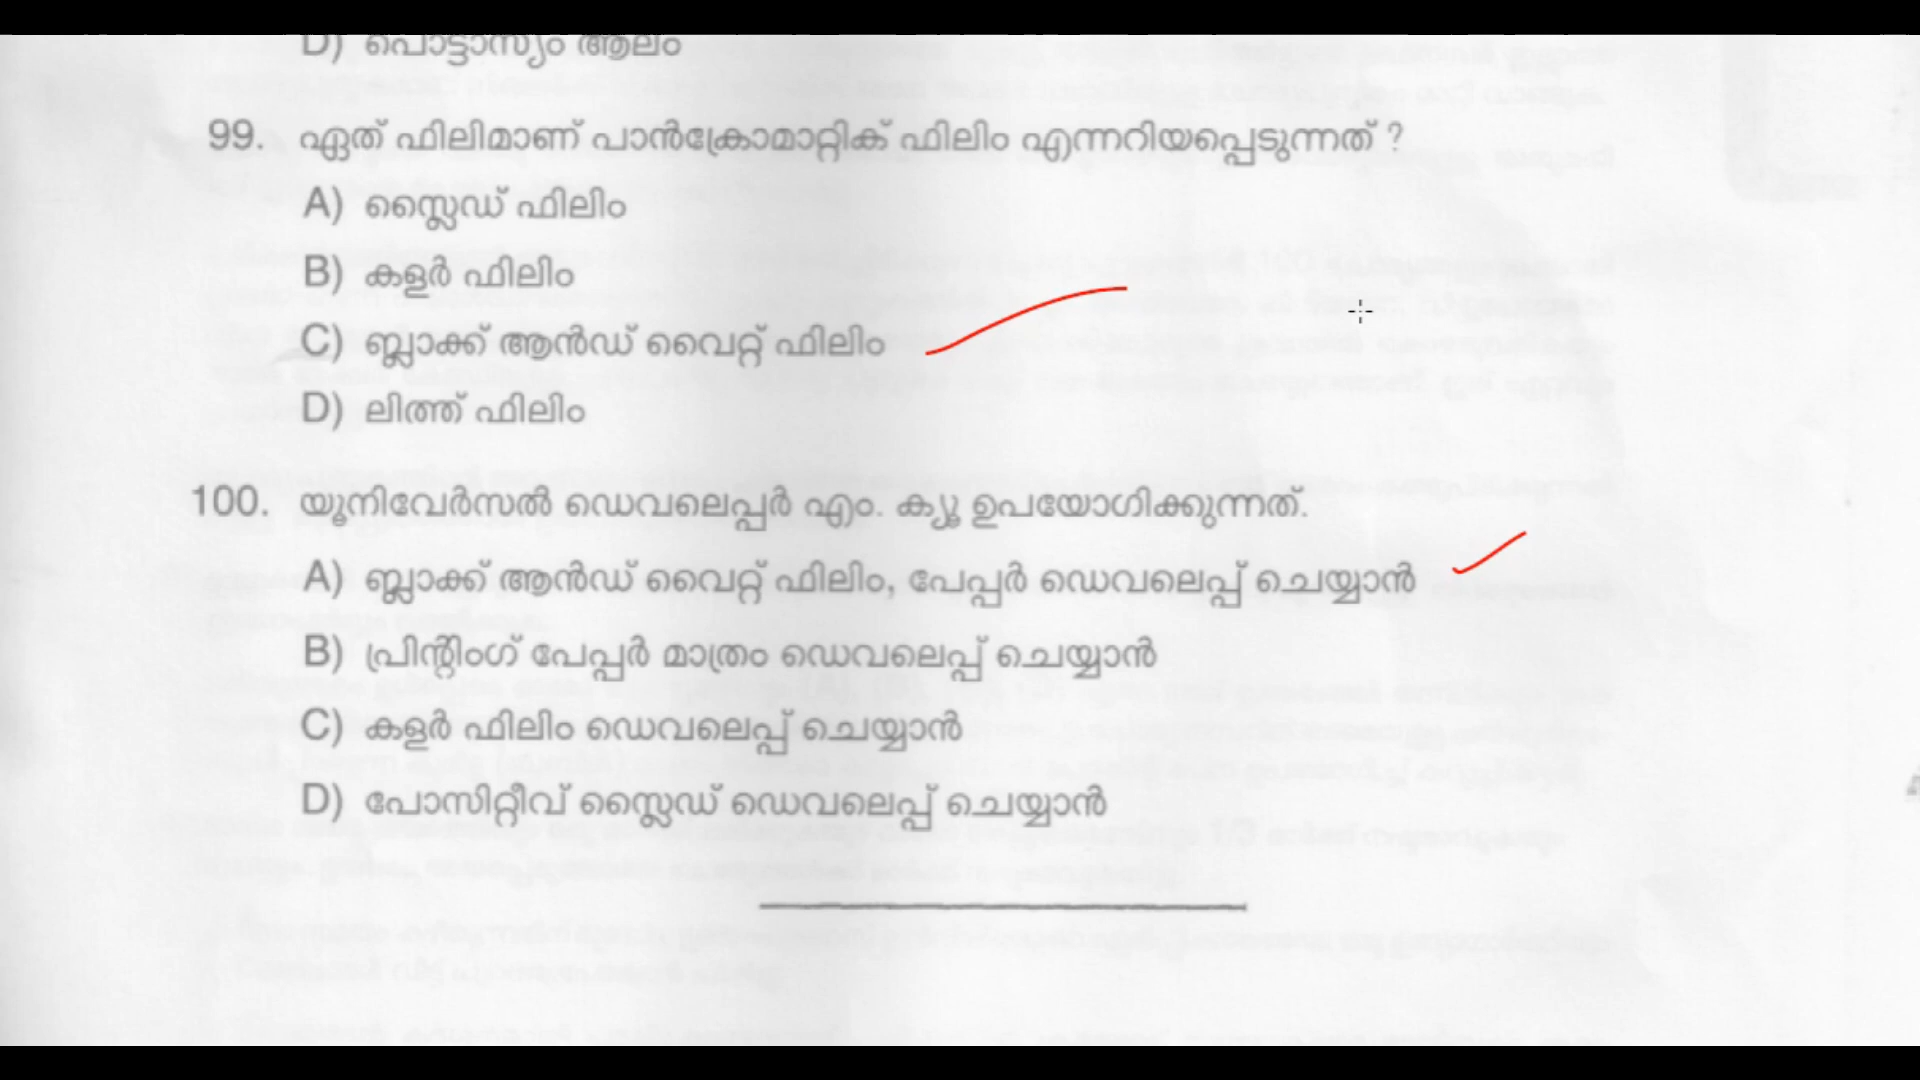 D) പൊട്ടാസ്യം ആലം
99. ഏത് ഫിലിമാണ് പാൻക്രോമാറ്റിക് ഫിലിം എന്നറിയപ്പെടുന്നത് ?
A) സ്ലൈഡ് ഫിലിം
B) കളർ ഫിലിം
C) ബ്ലാക്ക് ആൻഡ് വൈറ്റ് ഫിലിം
D) ലിത്ത് ഫിലിം
100. യൂനിവേർസൽ ഡെവലെപ്പർ എം. ക്യൂ ഉപയോഗിക്കുന്നത്.
A) ബ്ലാക്ക് ആൻഡ് വൈറ്റ് ഫിലിം, പേപ്പർ ഡെവലെപ്പ് ചെയ്യാൻ
B) പ്രിന്റിംഗ് പേപ്പർ മാത്രം ഡെവലെപ്പ് ചെയ്യാൻ
C) കളർ ഫിലിം ഡെവലെപ്പ് ചെയ്യാൻ
D) പോസിറ്റീവ് സ്ലൈഡ് ഡെവലെപ്പ് ചെയ്യാൻ